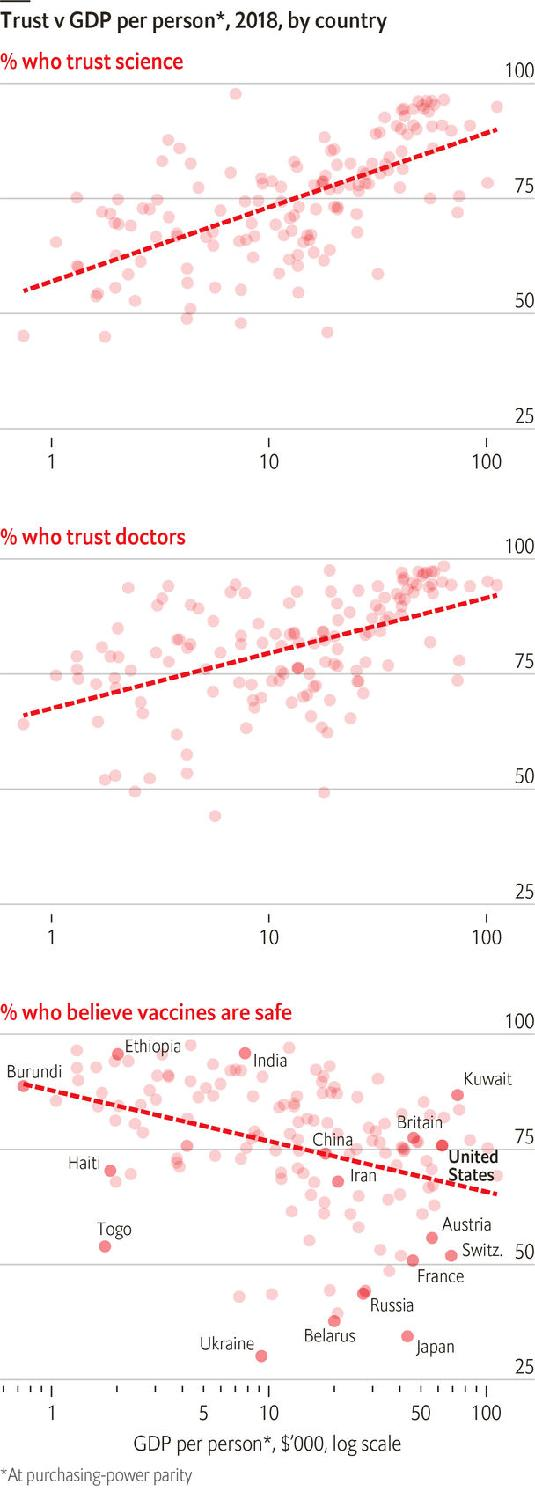 Trust v GDP per person*, 2018, by country
% who trust science
100
75
50
25
1 10 100
% who trust doctors
100
75
50
25
1 10 100
% who believe vaccines are safe
100
Ethiopia
India
Burundi
Kuwait
Britain
China
75
United
States
Haiti
Iran
Togo
Austria
50
Switz.
France
Russia
Belarus
Ukraine
Japan
25
1 5 10 50 100
GDP per person*, $'000, log scale
*At purchasing-power parity